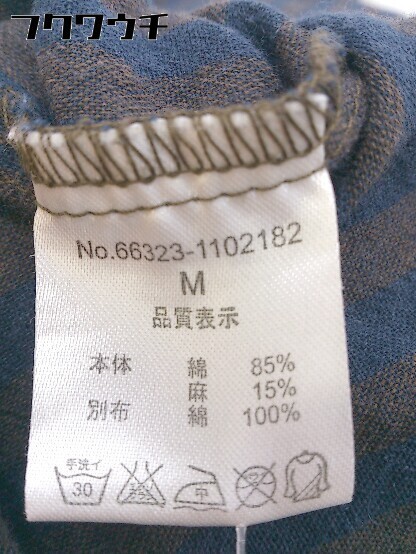 フクワウチ
No.66323-1102182
M
品質表示
本体 綿 85%
麻 15%
別布 綿 100%
手洗イ
30
中